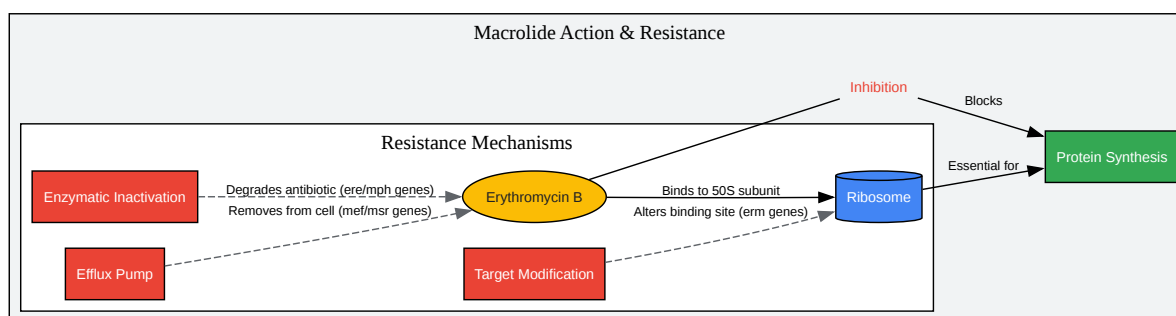 Macrolide Action & Resistance
Inhibition
Blocks
Resistance Mechanisms
Protein Synthesis
Essential for
Enzymatic Inactivation
Degrades antibiotic (ere/mph genes)
Erythromycin B
Binds to 50S subunit
Ribosome
Removes from cell (mef/msr genes)
Alters binding site (erm genes)
Efflux Pump
Target Modification